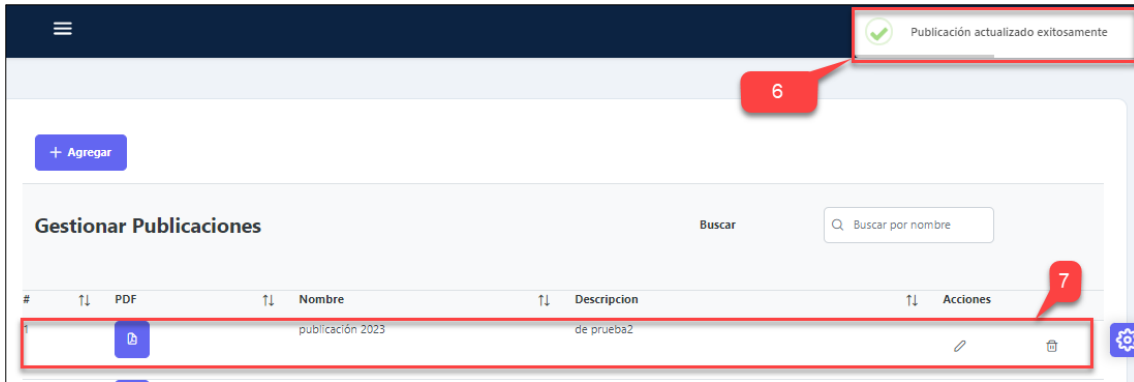 Publicación actualizado exitosamente
6
+ Agregar
Gestionar Publicaciones
Buscar
Buscar por nombre
7
# PDF Nombre Descripcion Acciones
1 publicación 2023 de prueba2